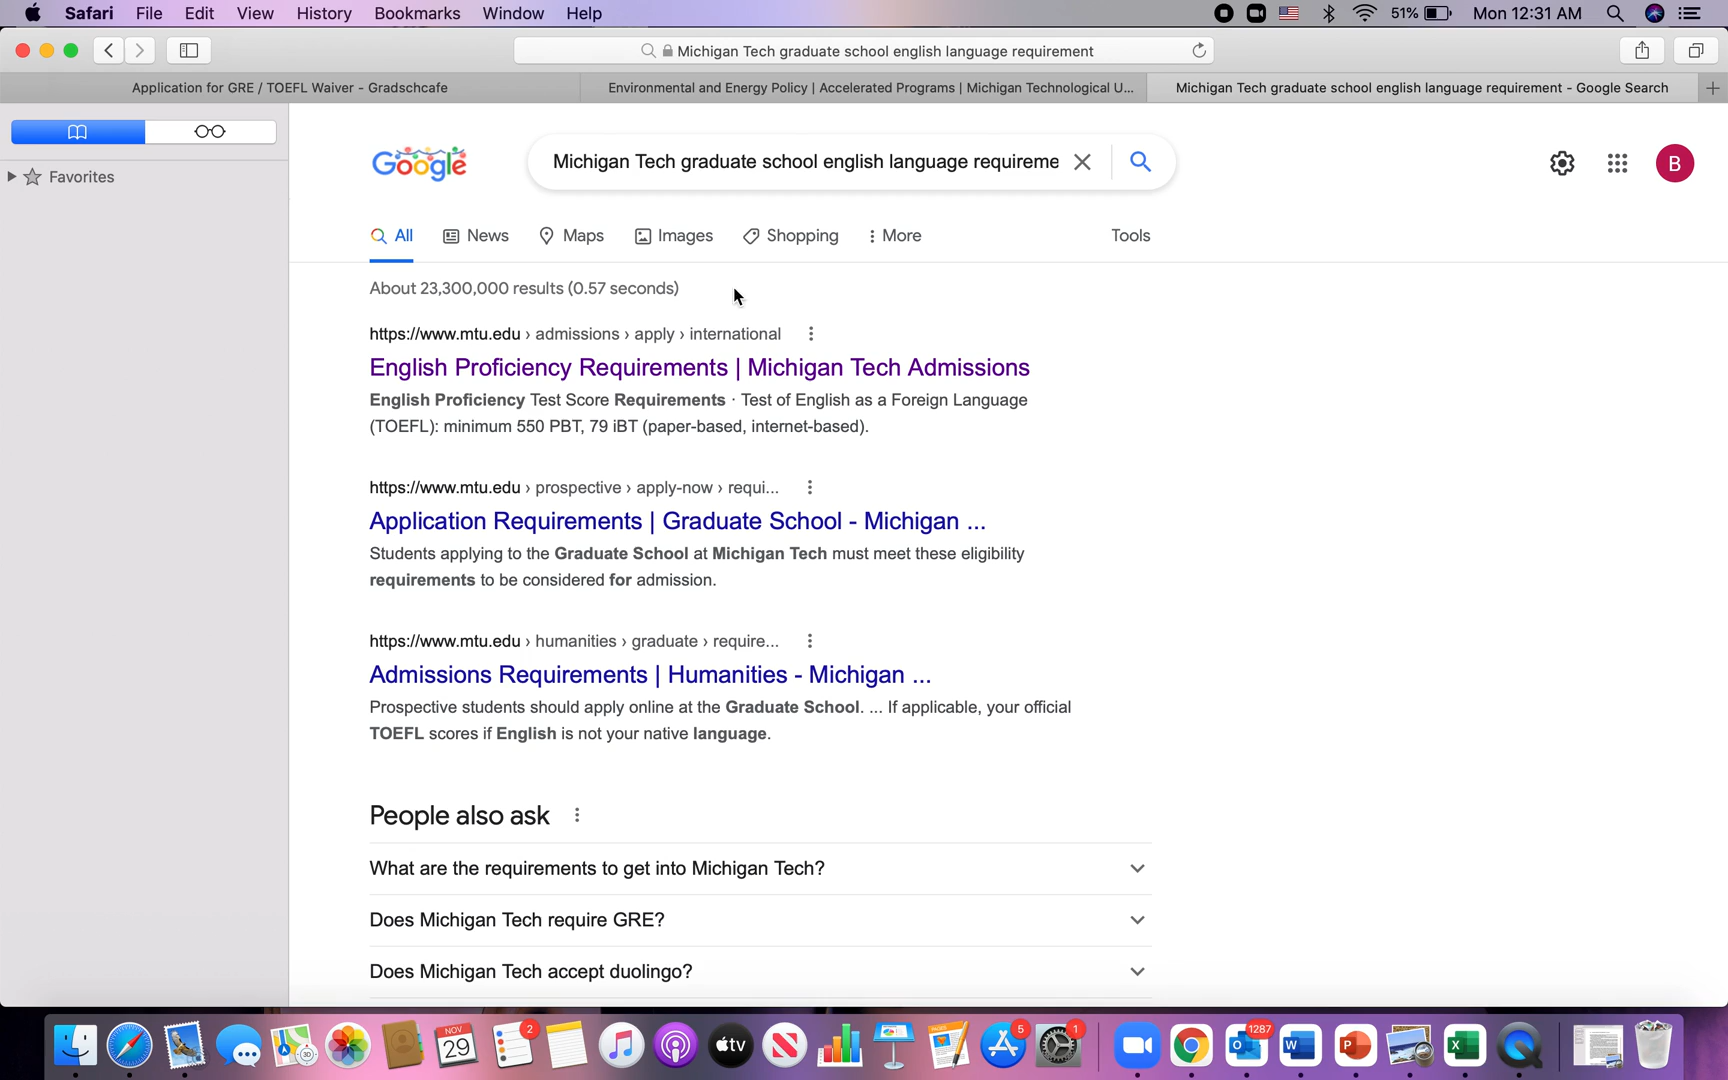 Safari File Edit View History Bookmarks Window Help 51% Mon 12:31 AM
Michigan Tech graduate school english language requirement
Application for GRE / TOEFL Waiver - Gradschcafe
Environmental and Energy Policy | Accelerated Programs | Michigan Technological U...
Michigan Tech graduate school english language requirement - Google Search
Favorites
Google
Michigan Tech graduate school english language requireme
B
All News Maps Images Shopping More Tools
About 23,300,000 results (0.57 seconds)
https://www.mtu.edu › admissions › apply › international
English Proficiency Requirements | Michigan Tech Admissions
English Proficiency Test Score Requirements · Test of English as a Foreign Language
(TOEFL): minimum 550 PBT, 79 iBT (paper-based, internet-based).
https://www.mtu.edu › prospective › apply-now › requi...
Application Requirements | Graduate School - Michigan ...
Students applying to the Graduate School at Michigan Tech must meet these eligibility
requirements to be considered for admission.
https://www.mtu.edu › humanities › graduate › require...
Admissions Requirements | Humanities - Michigan ...
Prospective students should apply online at the Graduate School. ... If applicable, your official
TOEFL scores if English is not your native language.
People also ask
What are the requirements to get into Michigan Tech?
Does Michigan Tech require GRE?
Does Michigan Tech accept duolingo?
3D
NOV
29
2
tv
PAGES
5
1
1287
O
W
P
X